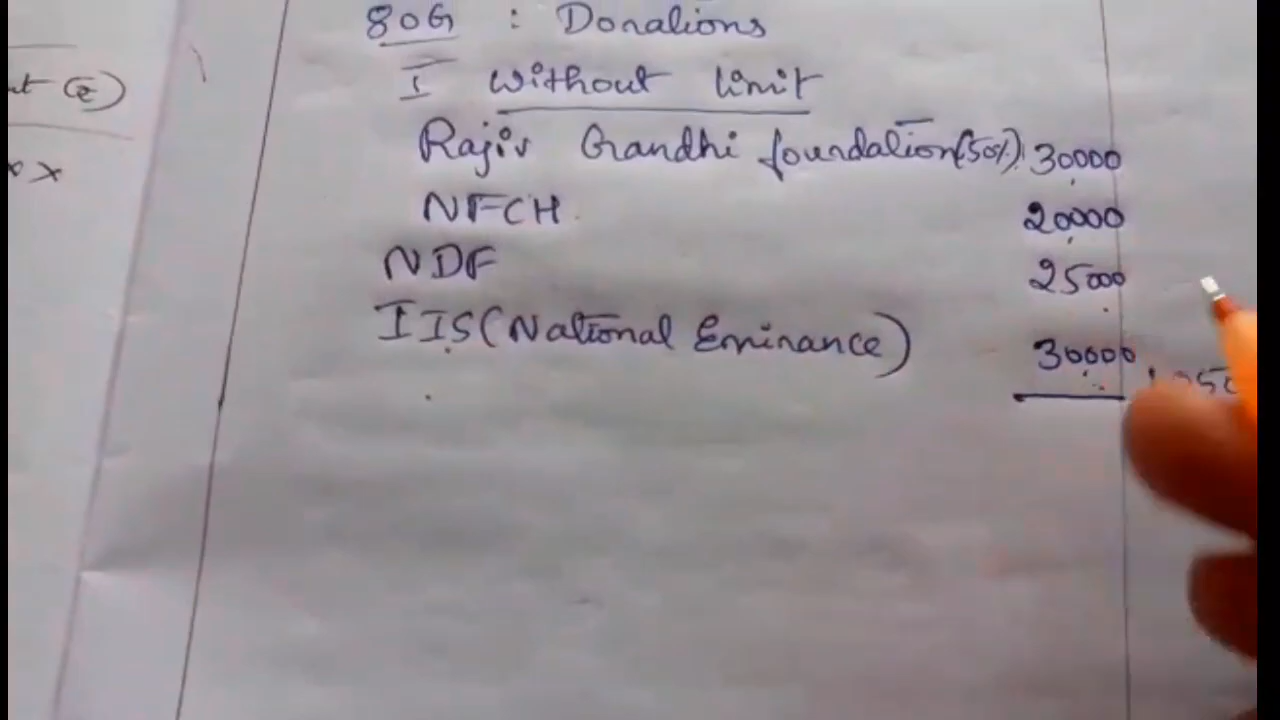 80G : Donations
I Without limit
Rajiv Gandhi foundation (50%) 30000
NFCH 20000
NDF 25000
IIS (National Eminance) 30000